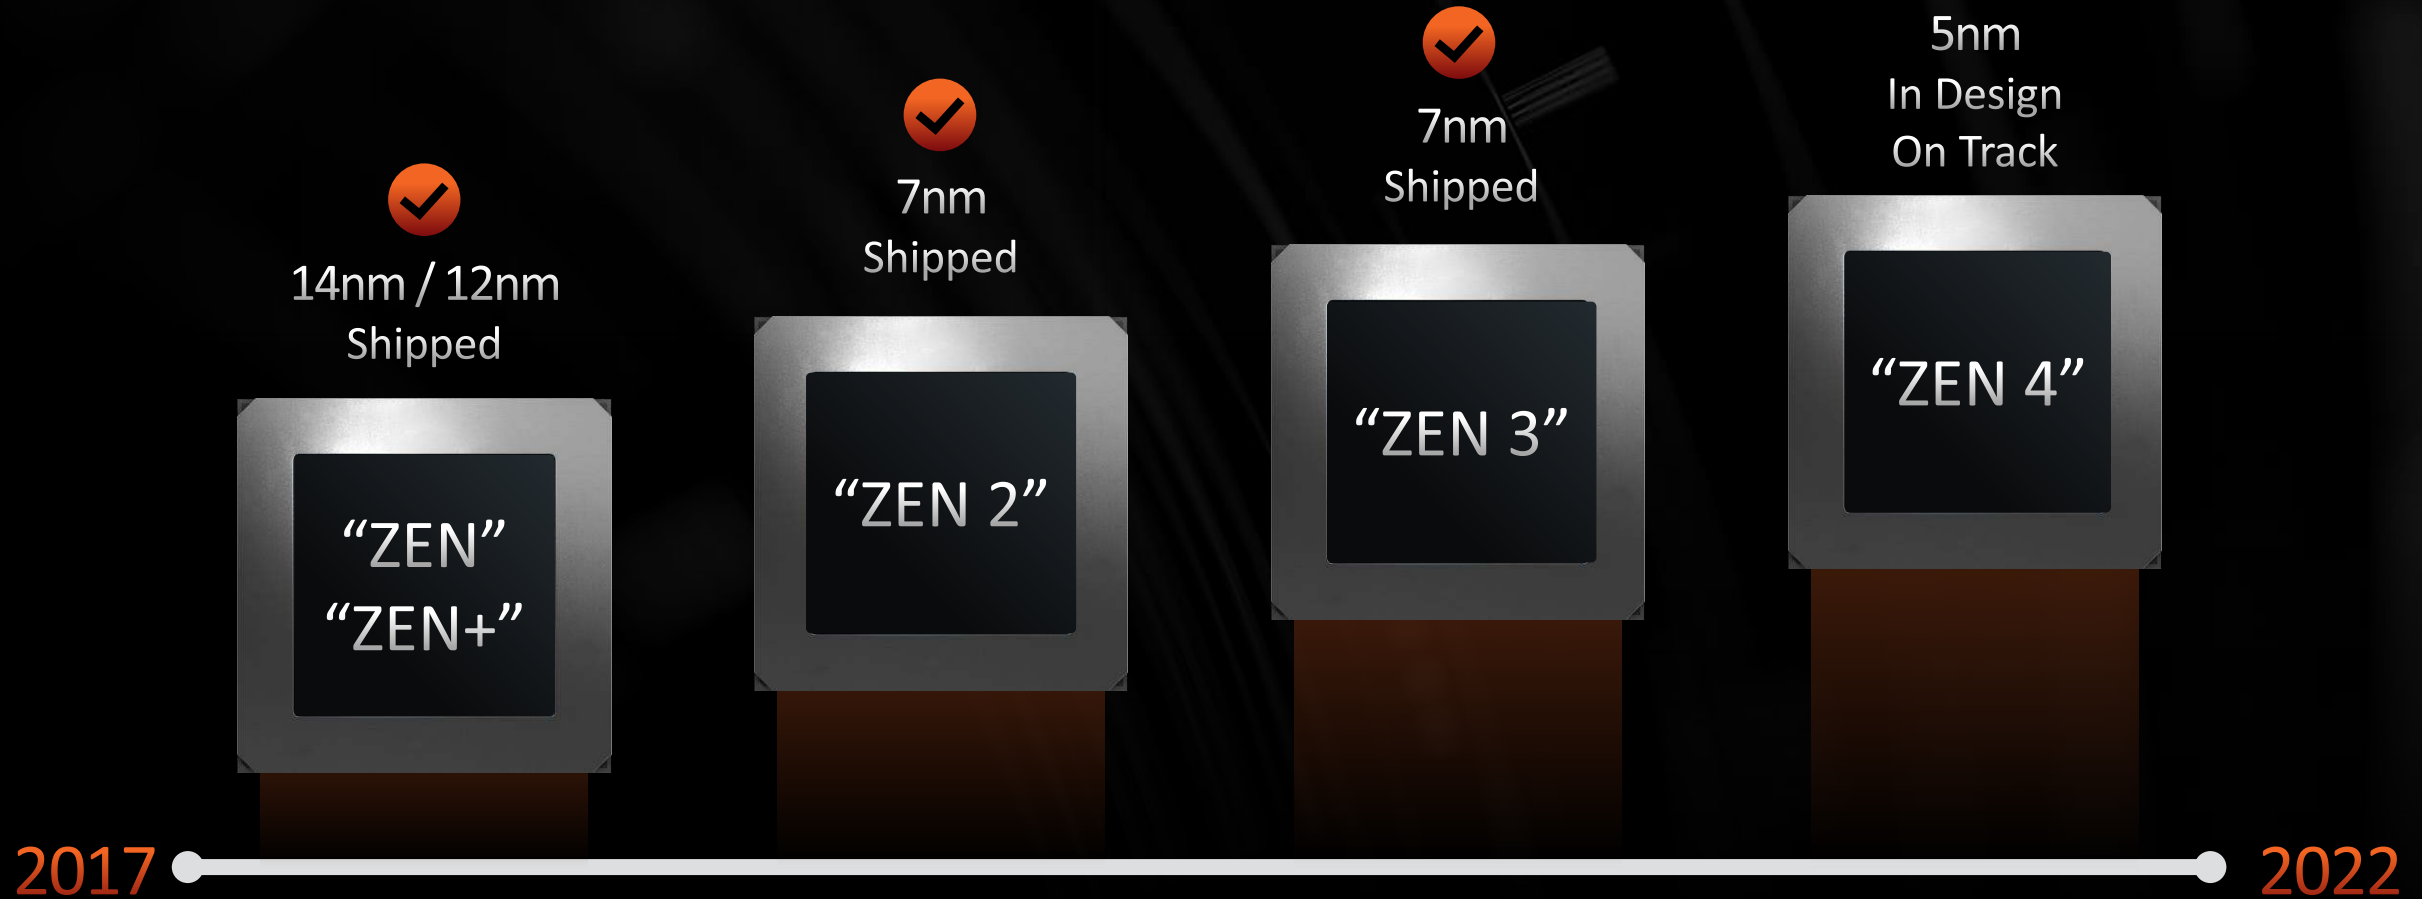 14nm / 12nm
Shipped
“ZEN”
“ZEN+”
7nm
Shipped
“ZEN 2”
7nm
Shipped
“ZEN 3”
5nm
In Design
On Track
“ZEN 4”
2017
2022